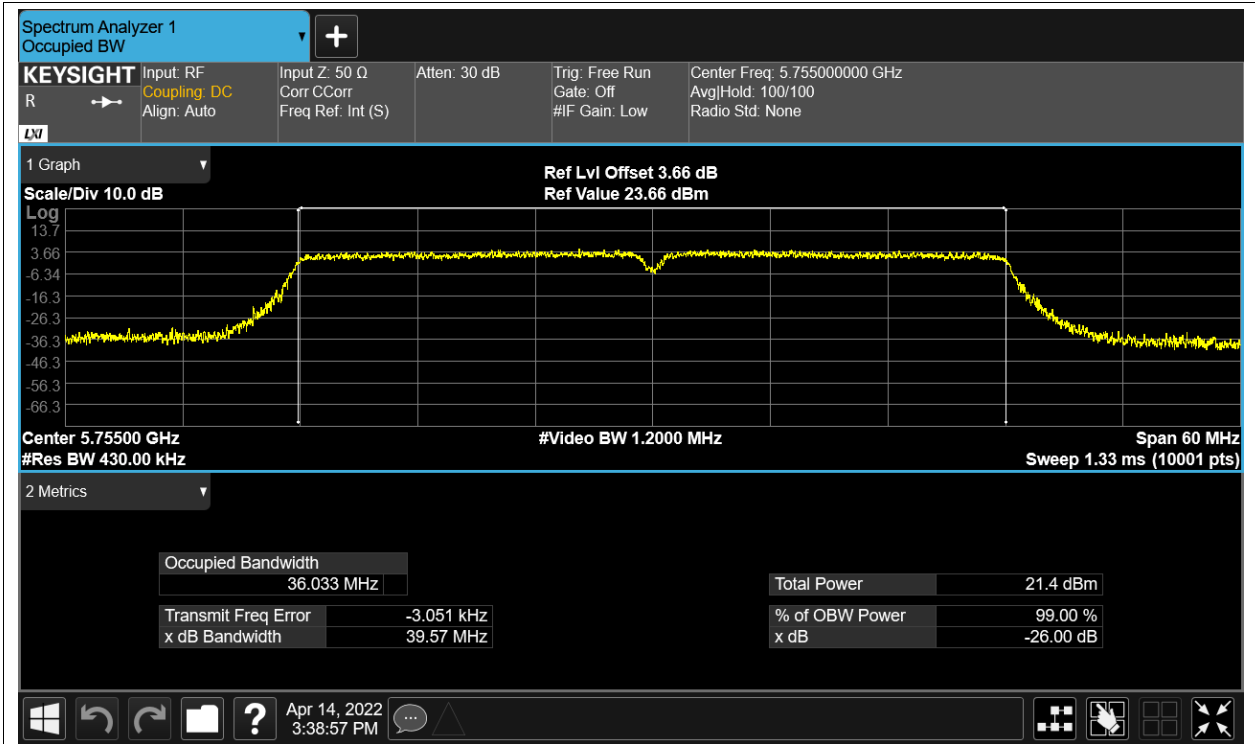 Spectrum Analyzer 1
Occupied BW
KEYSIGHT
R
LXI
Input: RF
Coupling: DC
Align: Auto
Input Z: 50 Ω
Corr CCorr
Freq Ref: Int (S)
Atten: 30 dB
Trig: Free Run
Gate: Off
#IF Gain: Low
Center Freq: 5.755000000 GHz
Avg|Hold: 100/100
Radio Std: None
1 Graph
Scale/Div 10.0 dB
Ref Lvl Offset 3.66 dB
Ref Value 23.66 dBm
Log
13.7
3.66
-6.34
-16.3
-26.3
-36.3
-46.3
-56.3
-66.3
Center 5.75500 GHz
#Video BW 1.2000 MHz
Span 60 MHz
#Res BW 430.00 kHz
Sweep 1.33 ms (10001 pts)
2 Metrics
Occupied Bandwidth
36.033 MHz
Total Power 21.4 dBm
Transmit Freq Error -3.051 kHz
% of OBW Power 99.00 %
x dB Bandwidth 39.57 MHz
x dB -26.00 dB
?
Apr 14, 2022
3:38:57 PM